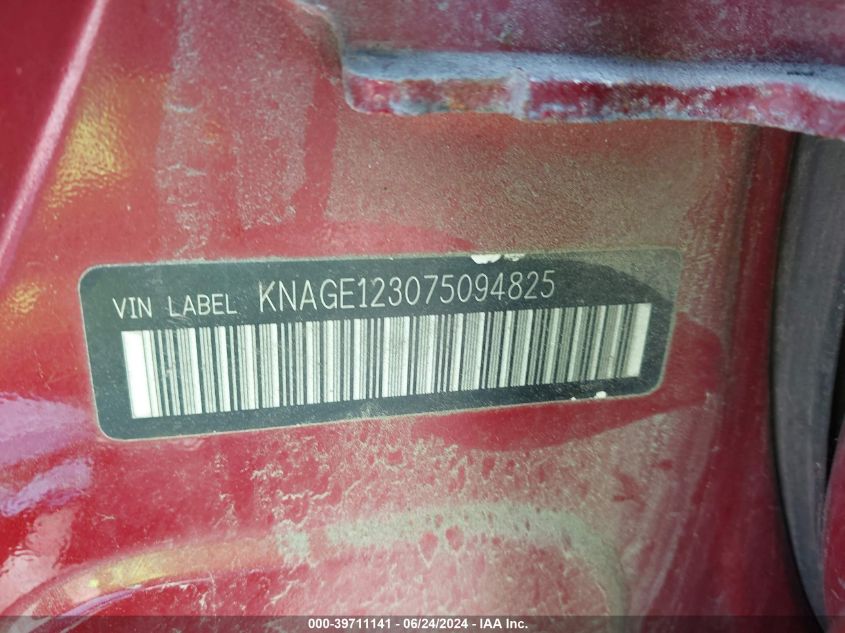 VIN LABEL KNAGE123075094825
000-39711141 - 06/24/2024 - IAA Inc.